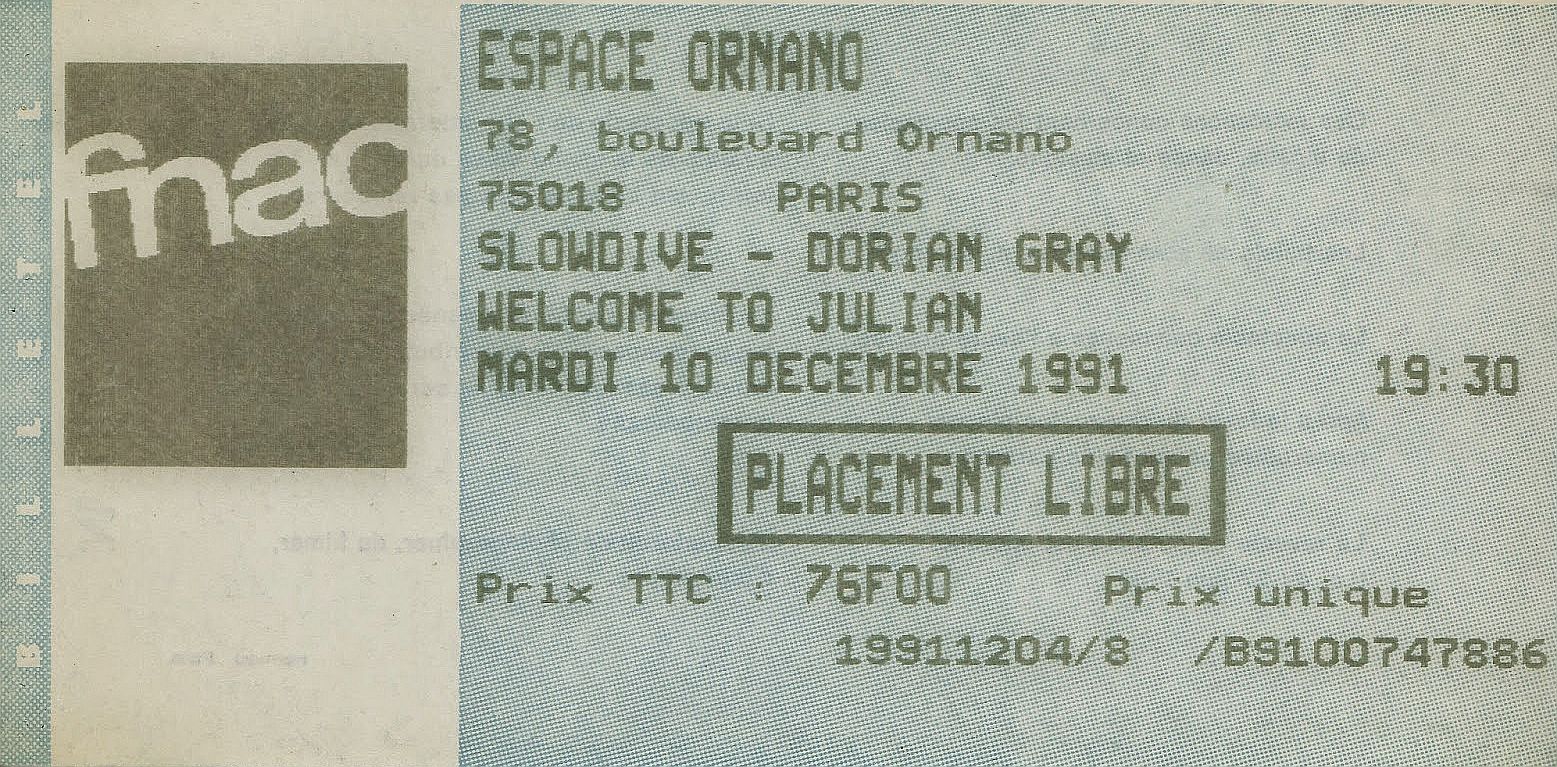 BILLETEL
fnac
ESPACE ORNANO
78, boulevard Ornano
75018 PARIS
SLOWDIVE - DORIAN GRAY
WELCOME TO JULIAN
MARDI 10 DECEMBRE 1991 19:30
PLACEMENT LIBRE
Prix TTC : 76F00 Prix unique
19911204/8 /B9100747886